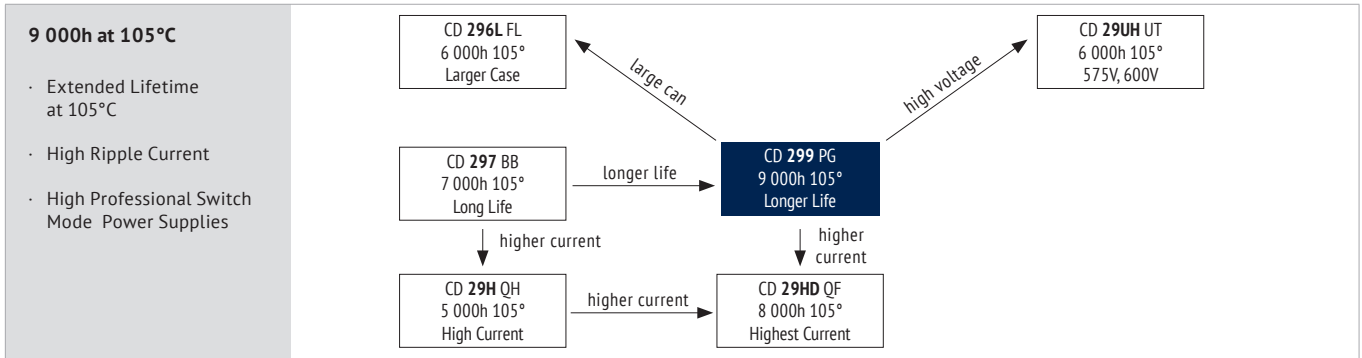 9 000h at 105°C
· Extended Lifetime
at 105°C
· High Ripple Current
· High Professional Switch
Mode Power Supplies
CD 296L FL
6 000h 105°
Larger Case
large can
high voltage
CD 29UH UT
6 000h 105°
575V, 600V
CD 297 BB
7 000h 105°
Long Life
longer life
CD 299 PG
9 000h 105°
Longer Life
higher current
higher
current
CD 29H QH
5 000h 105°
High Current
higher current
CD 29HD QF
8 000h 105°
Highest Current